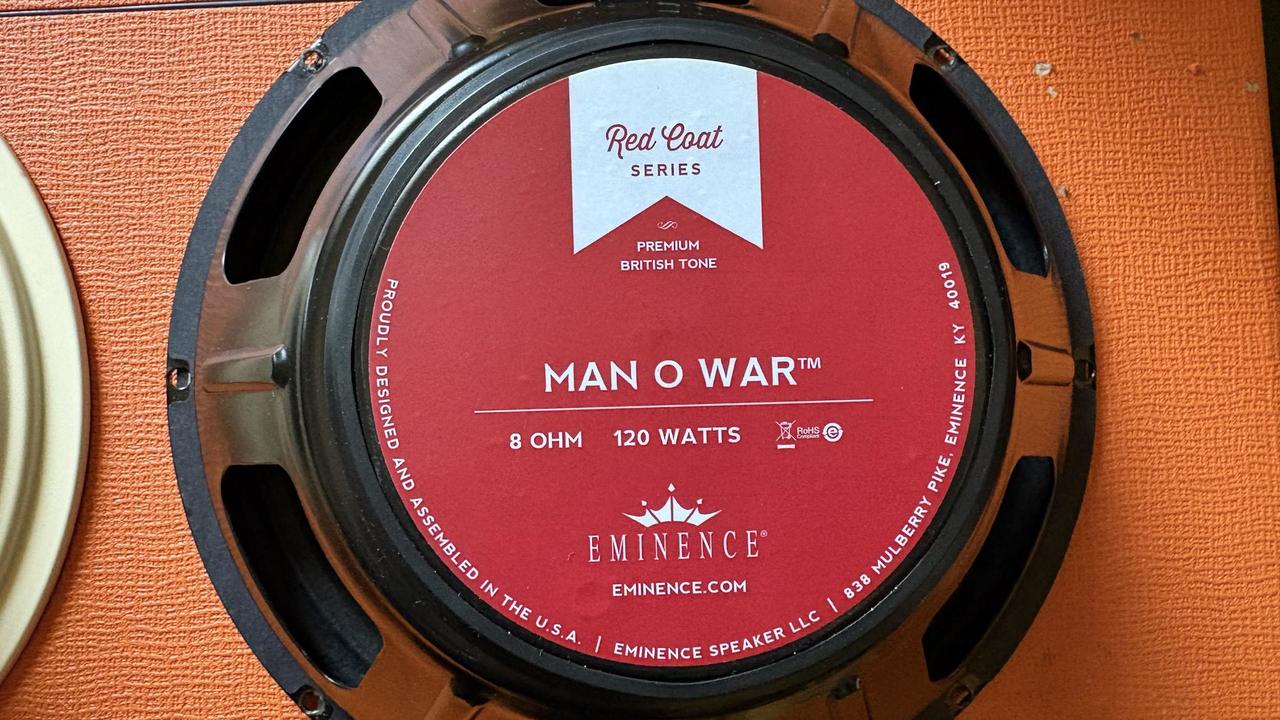 Red Coat
SERIES
PREMIUM
BRITISH TONE
MAN O WAR™
8 OHM 120 WATTS RoHS Compliant e
EMINENCE®
EMINENCE.COM
PROUDLY DESIGNED AND ASSEMBLED IN THE U.S.A. | EMINENCE SPEAKER LLC | 838 MULBERRY PIKE, EMINENCE KY 40019